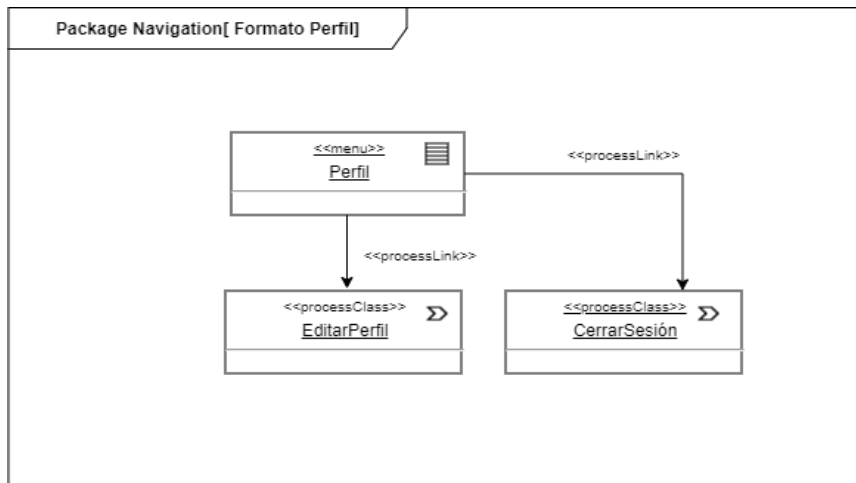 Package Navigation[ Formato Perfil]
<<menu>>
Perfil
<<processLink>>
<<processLink>>
<<processClass>>
EditarPerfil
<<processClass>>
CerrarSesión